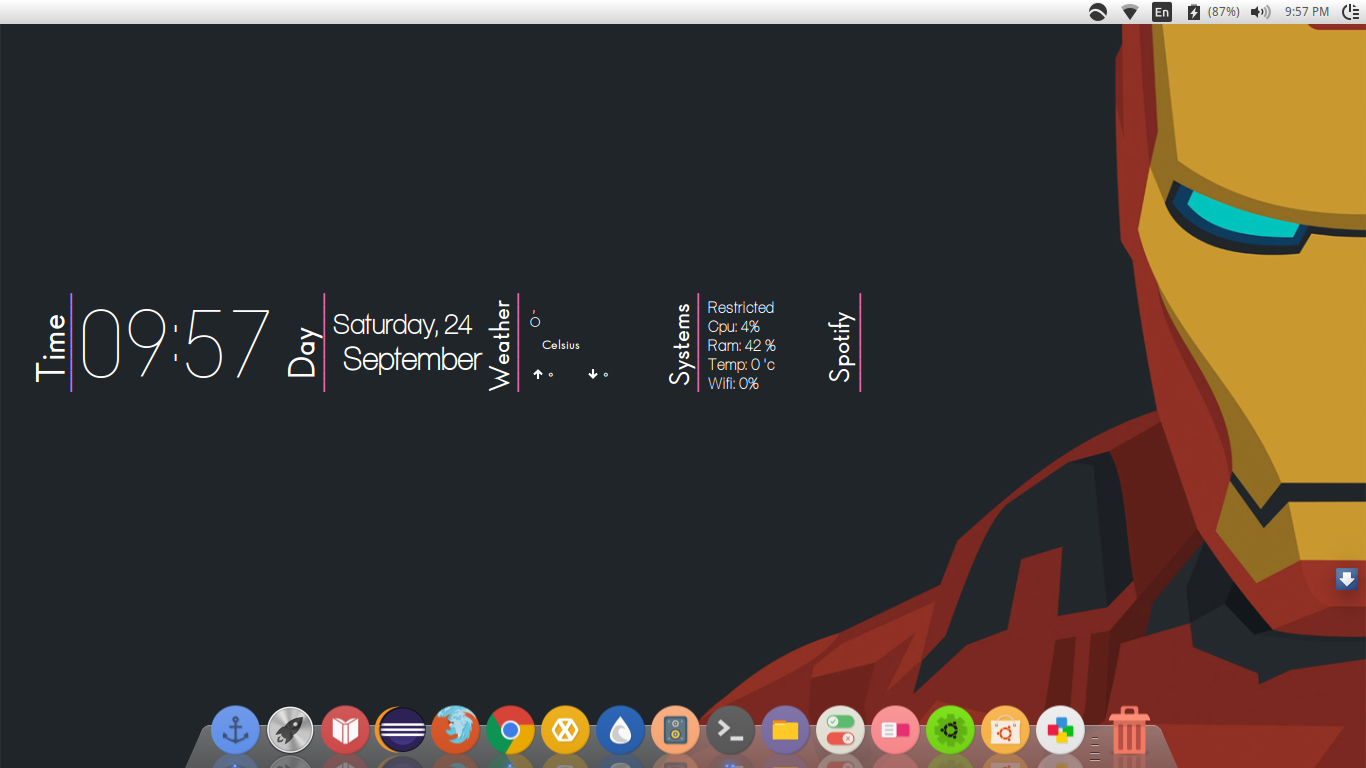 En (87%) 9:57 PM
Time
09:57
Day
Saturday, 24
September
Weather
,
O
Celsius
° °
Systems
Restricted
Cpu: 4%
Ram: 42 %
Temp: 0 'c
Wifi: 0%
Spotify